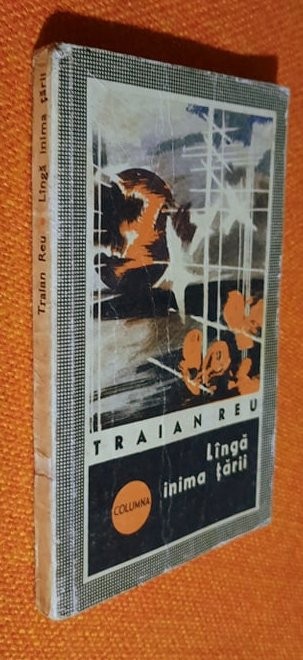 Traian Reu Lîngă inima țării
TRAIAN REU
Lîngă
inima țării
COLUMNA